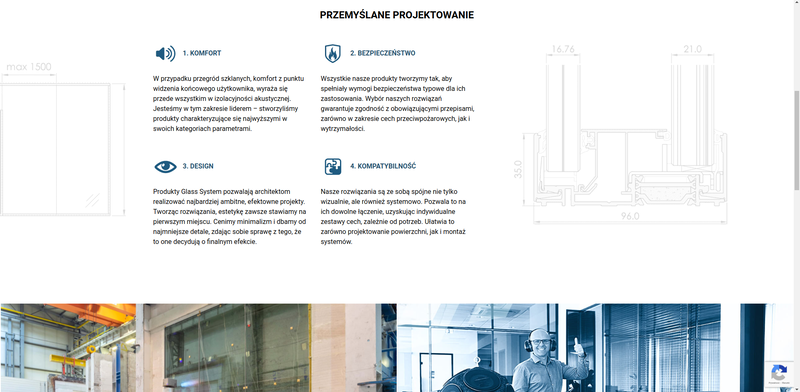 PRZEMYŚLANE PROJEKTOWANIE
1. KOMFORT
W przypadku przegród szklanych, komfort z punktu
widzenia końcowego użytkownika, wyraża się
przede wszystkim w izolacyjności akustycznej.
Jesteśmy w tym zakresie liderem – stworzyliśmy
produkty charakteryzujące się najwyższymi w
swoich kategoriach parametrami.
2. BEZPIECZEŃSTWO
Wszystkie nasze produkty tworzymy tak, aby
spełniały wymogi bezpieczeństwa typowe dla ich
zastosowania. Wybór naszych rozwiązań
gwarantuje zgodność z obowiązującymi przepisami,
zarówno w zakresie cech przeciwpożarowych, jak i
wytrzymałości.
3. DESIGN
Produkty Glass System pozwalają architektom
realizować najbardziej ambitne, efektowne projekty.
Tworząc rozwiązania, estetykę zawsze stawiamy na
pierwszym miejscu. Cenimy minimalizm i dbamy od
najmniejsze detale, zdając sobie sprawę z tego, że
to one decydują o finalnym efekcie.
4. KOMPATYBILNOŚĆ
Nasze rozwiązania są ze sobą spójne nie tylko
wizualnie, ale również systemowo. Pozwala to na
ich dowolne łączenie, uzyskując indywidualne
zestawy cech, zależnie od potrzeb. Ułatwia to
zarówno projektowanie powierzchni, jak i montaż
systemów.
max 1500
16.76
21.0
35.0
96.0